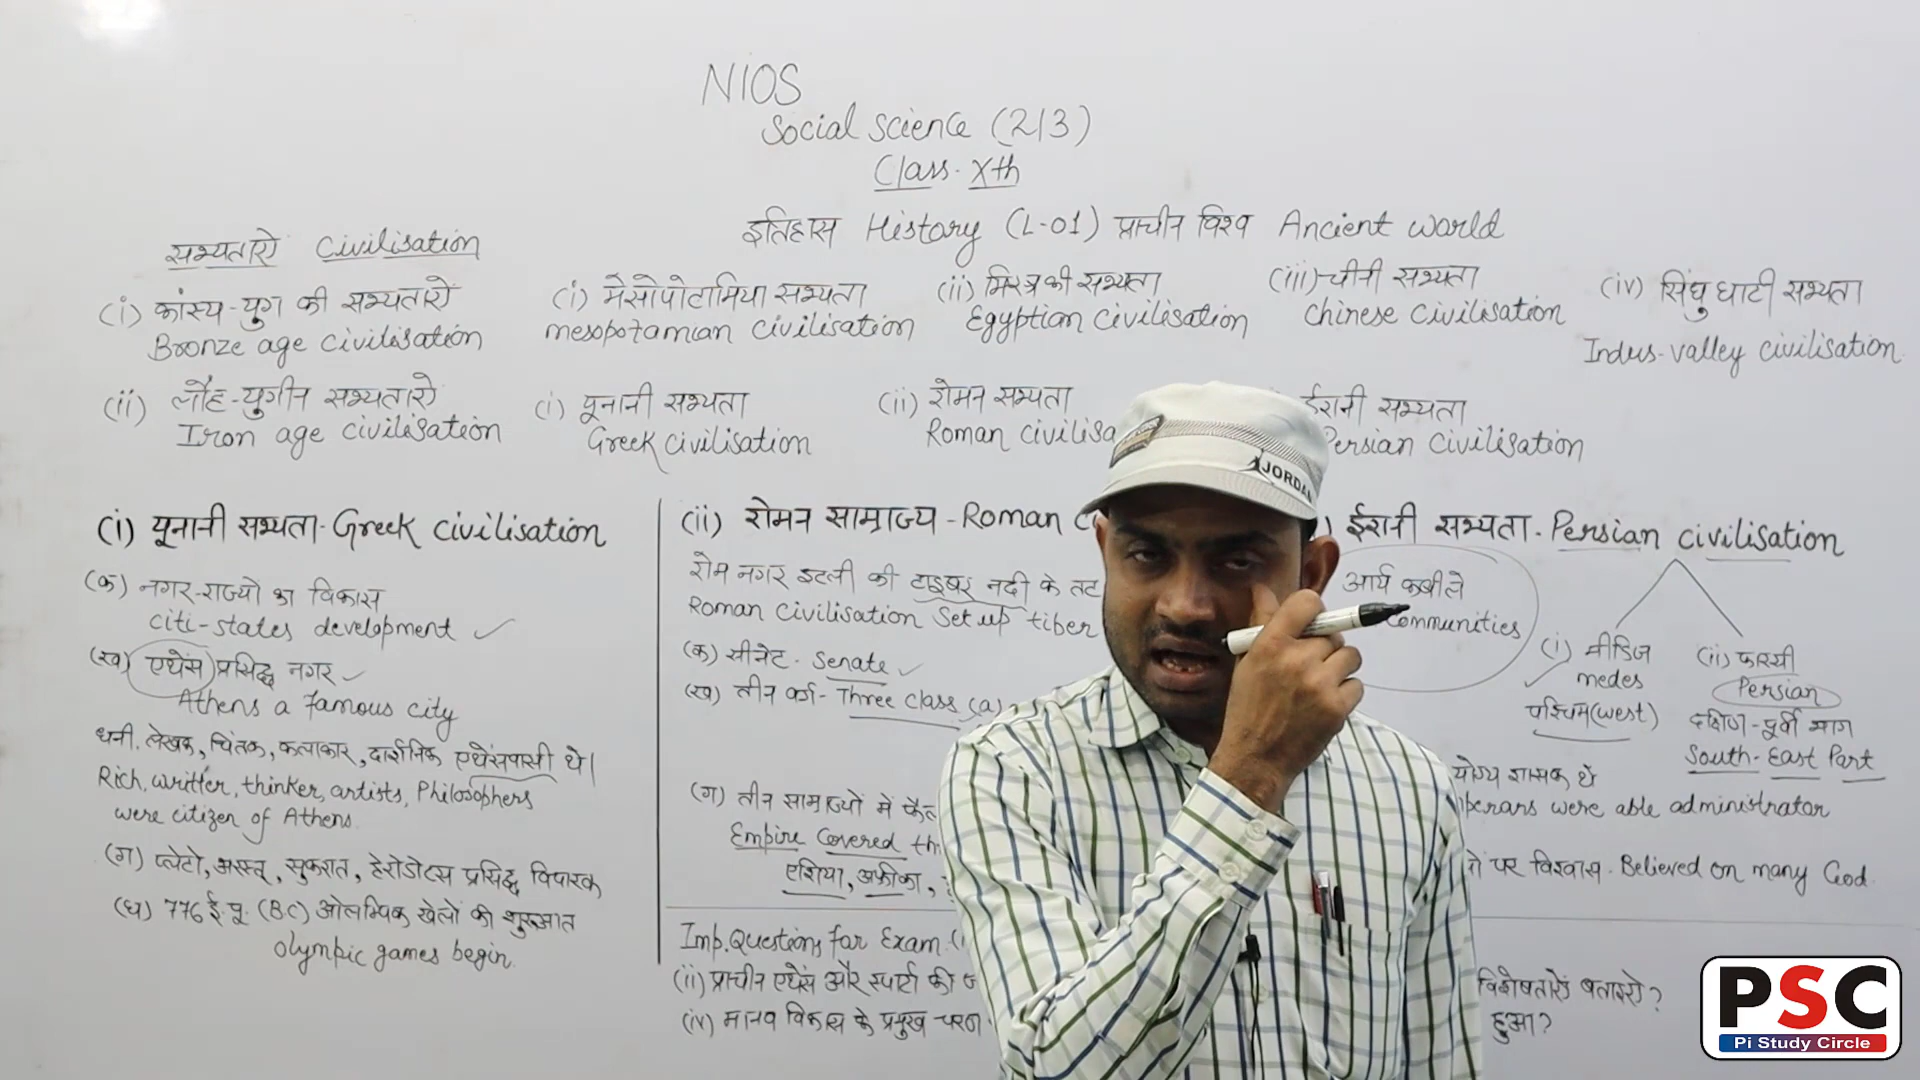 NIOS
Social Science (213)
Class-Xth
इतिहास History (L-01) प्राचीन विश्व Ancient World
सभ्यताऐ Civilisation
(i) कांस्य-युग की सभ्यताऐं
Bronze age civilisation
(i) मेसोपोटामिया सभ्यता
mesopotamian civilisation
(ii) मिस्त्र की सभ्यता
Egyptian civilisation
(iii) चीनी सभ्यता
Chinese civilisation
(iv) सिंधु घाटी सभ्यता
Indus-valley civilisation
(ii) लौह-युगीन सभ्यताऐ
Iron age civilisation
(i) यूनानी सभ्यता
Greek civilisation
(ii) रोमन सभ्यता
Roman civilisa
ईरानी सभ्यता
Persian civilisation
(i) यूनानी सभ्यता-Greek civilisation
(क) नगर-राज्यो का विकास
citi-states development
(ख) एथेंस प्रसिद्ध नगर
Athens a famous city
धनी, लेखक, चिंतक, कलाकार, दार्शनिक एथेंसवासी थे।
Rich, writter, thinker, artists, Philosophers
were citizen of Athens
(ग) प्लेटो, अरस्तू, सुकरात, हेरोडोटस प्रसिद्ध विचारक
(घ) 776 ई.पू. (BC) ओलम्पिक खेलों की शुरूआत
olympic games begin.
(ii) रोमन साम्राज्य-Roman C
रोम नगर इटली की टाइबर नदी के तट
Roman Civilisation Set up tiber
(क) सीनेट- Senate
(ख) तीन वर्ग- Three class (a)
(ग) तीन साम्राज्यों में फैल
Empire Covered th
एशिया, अफ्रीका,
) ईरानी सभ्यता-Persian civilisation
आर्य कबीले
communities
(i) मीडिज
medes
पश्चिम(west)
(ii) फारसी
Persian
दक्षिण-पूर्वी भाग
South-East Part
योग्य शासक थे
were able administrator
पर विश्वास. Believed on many God.
Imp. Questions for Exam (i
(ii) प्राचीन एथेंस और स्पार्टा की
विशेषताऐं बताइऐ?
(iv) मानव विकास के प्रमुख चरण
हुआ?
JORDA
PSC
Pi Study Circle